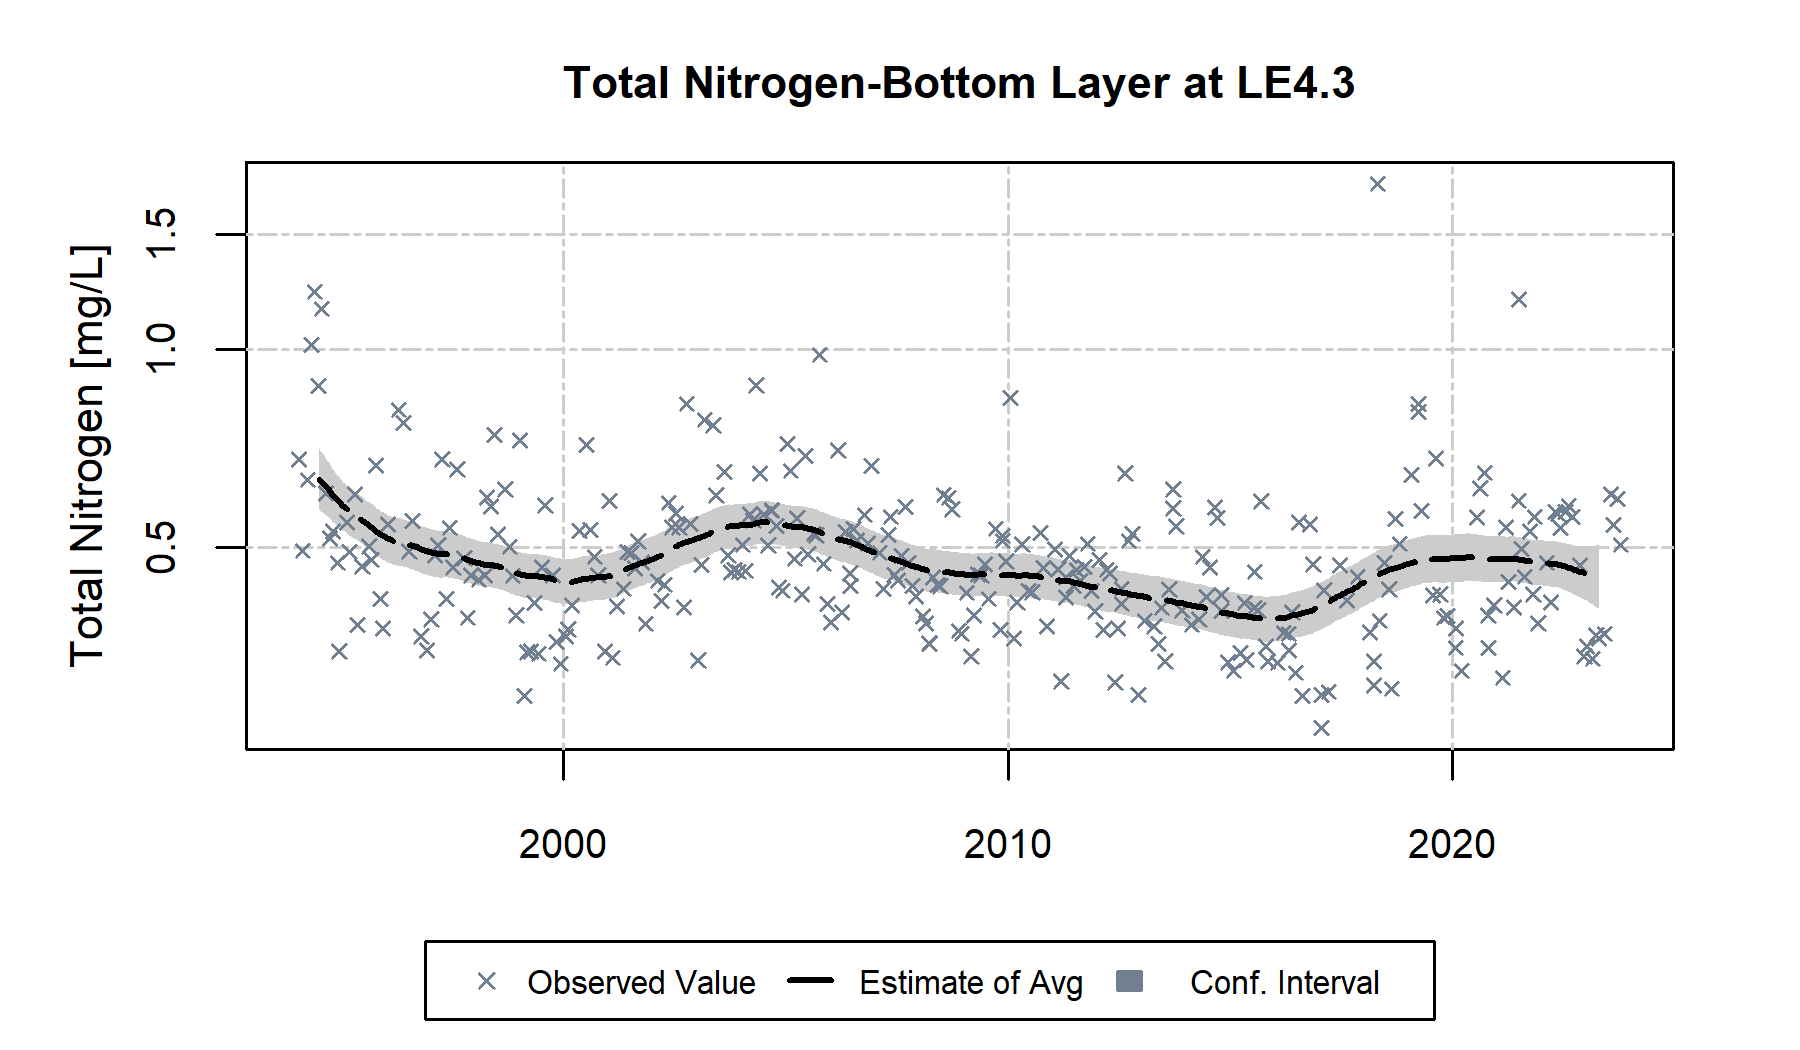 Total Nitrogen-Bottom Layer at LE4.3
Total Nitrogen [mg/L]
1.5
1.0
0.5
2000 2010 2020
Observed Value Estimate of Avg Conf. Interval